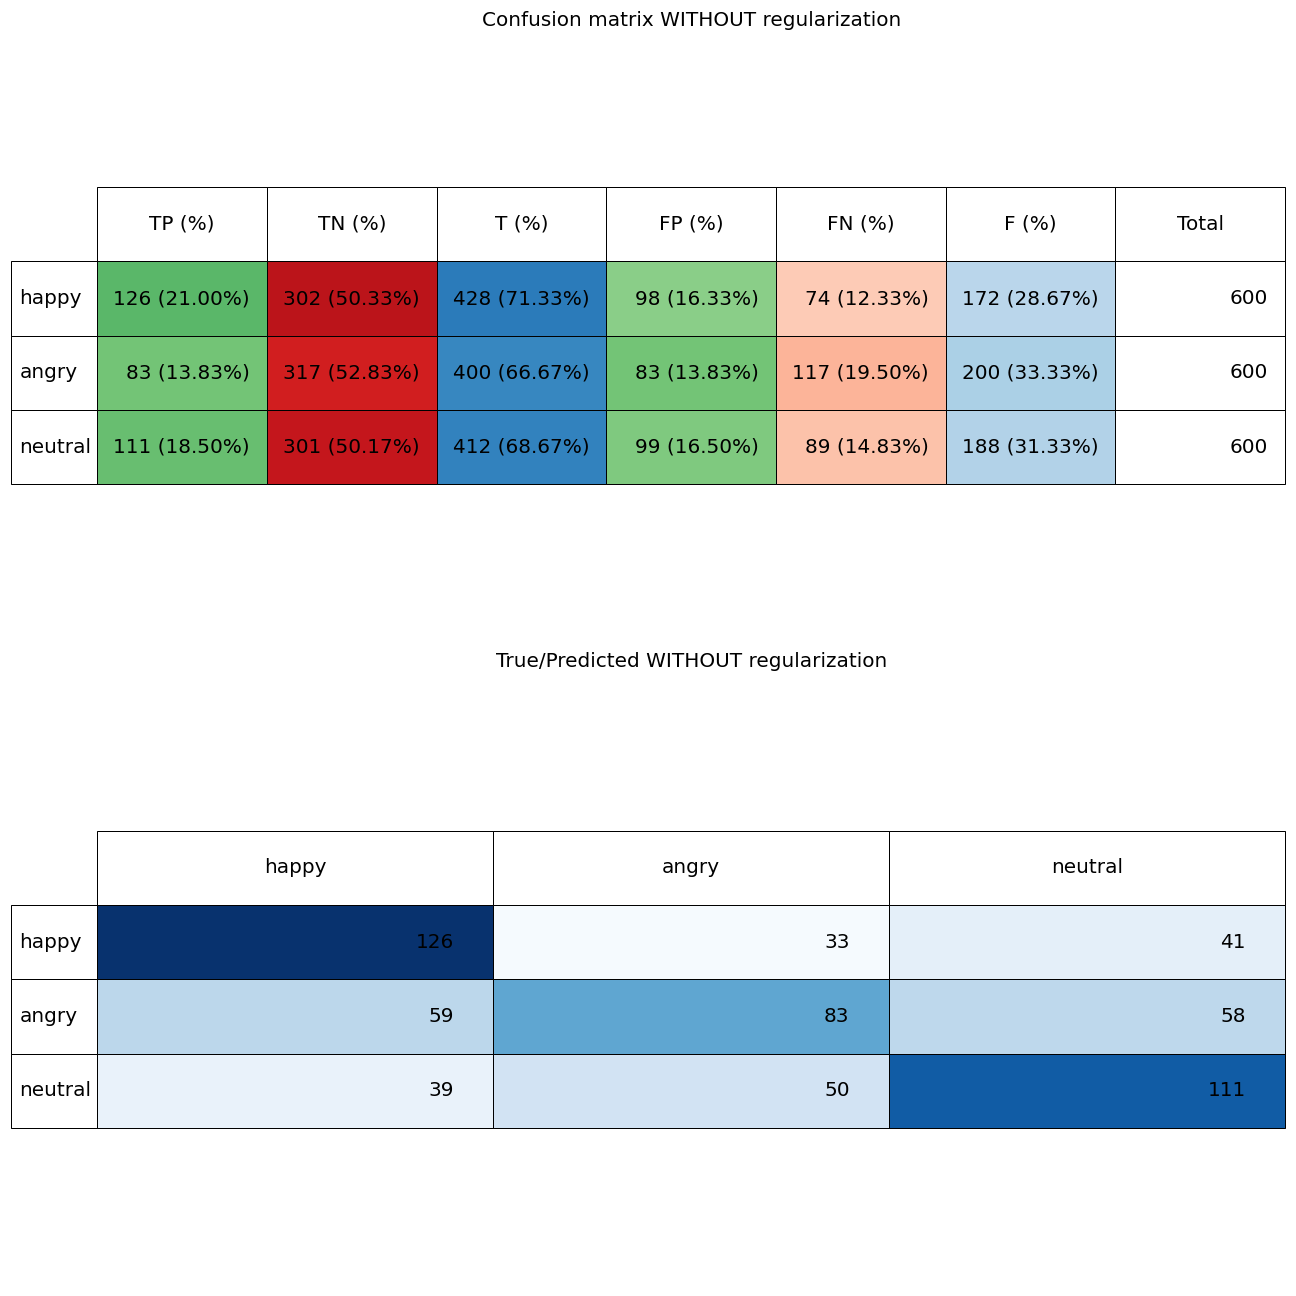 Confusion matrix WITHOUT regularization
TP (%) TN (%) T (%) FP (%) FN (%) F (%) Total
happy 126 (21.00%) 302 (50.33%) 428 (71.33%) 98 (16.33%) 74 (12.33%) 172 (28.67%) 600
angry 83 (13.83%) 317 (52.83%) 400 (66.67%) 83 (13.83%) 117 (19.50%) 200 (33.33%) 600
neutral 111 (18.50%) 301 (50.17%) 412 (68.67%) 99 (16.50%) 89 (14.83%) 188 (31.33%) 600
True/Predicted WITHOUT regularization
happy angry neutral
happy 126 33 41
angry 59 83 58
neutral 39 50 111